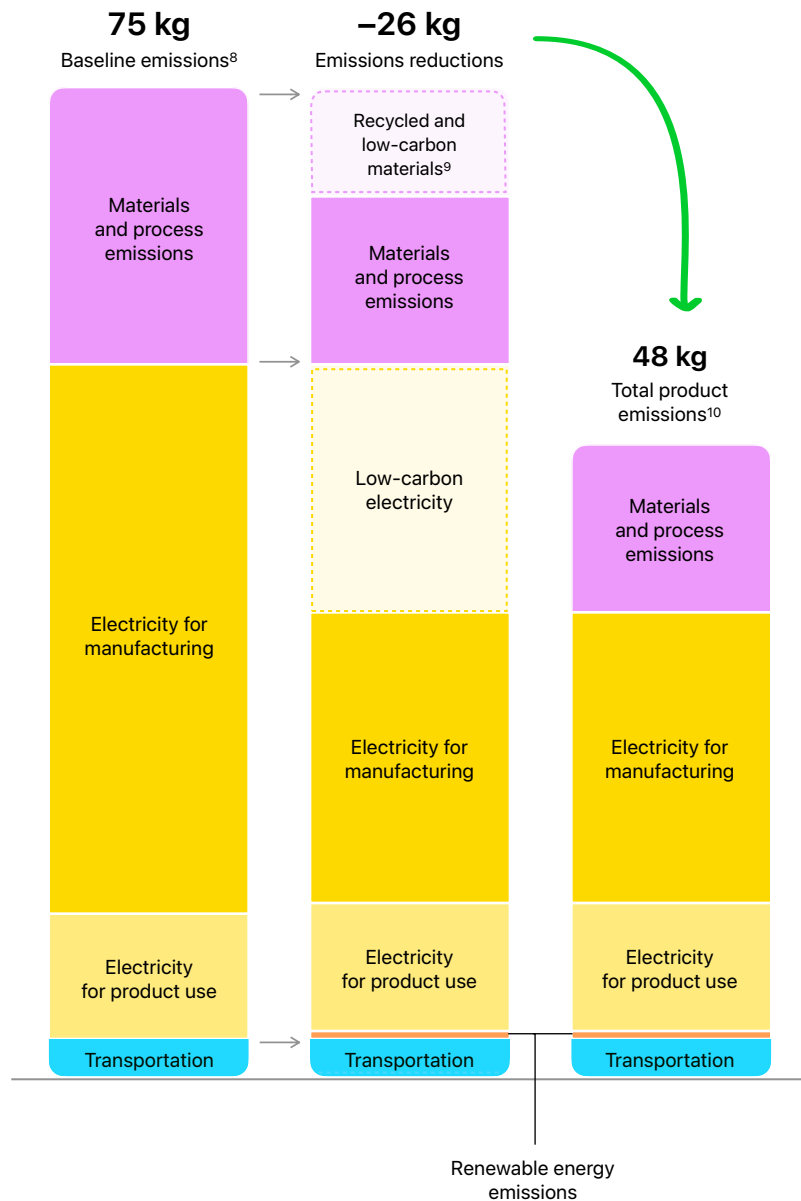 75 kg
Baseline emissions⁸
Materials
and process
emissions
Electricity for
manufacturing
Electricity
for product use
Transportation
–26 kg
Emissions reductions
Recycled and
low-carbon
materials⁹
Materials
and process
emissions
Low-carbon
electricity
Electricity for
manufacturing
Electricity
for product use
Transportation
48 kg
Total product
emissions¹⁰
Materials
and process
emissions
Electricity for
manufacturing
Electricity
for product use
Transportation
Renewable energy
emissions